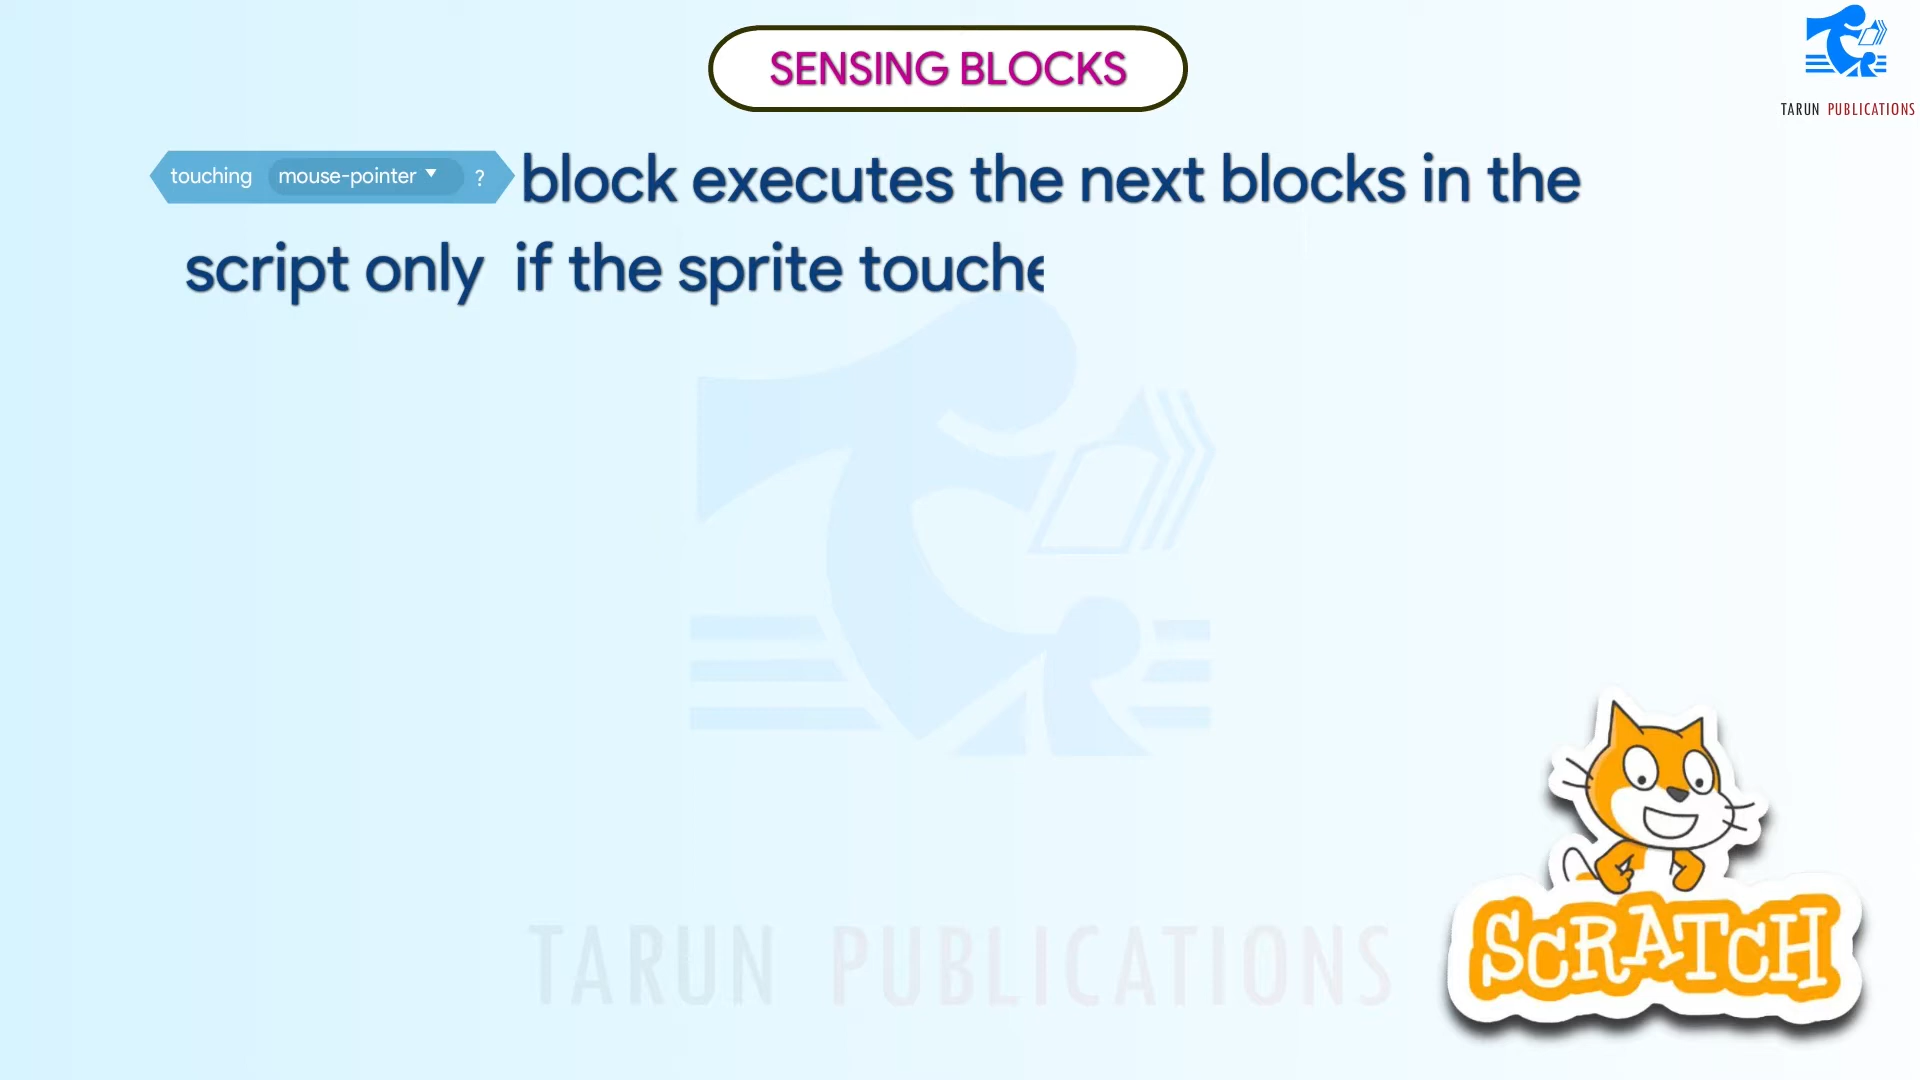 SENSING BLOCKS
TARUN PUBLICATIONS
touching mouse-pointer ? block executes the next blocks in the
script only if the sprite touche
TARUN PUBLICATIONS
SCRATCH